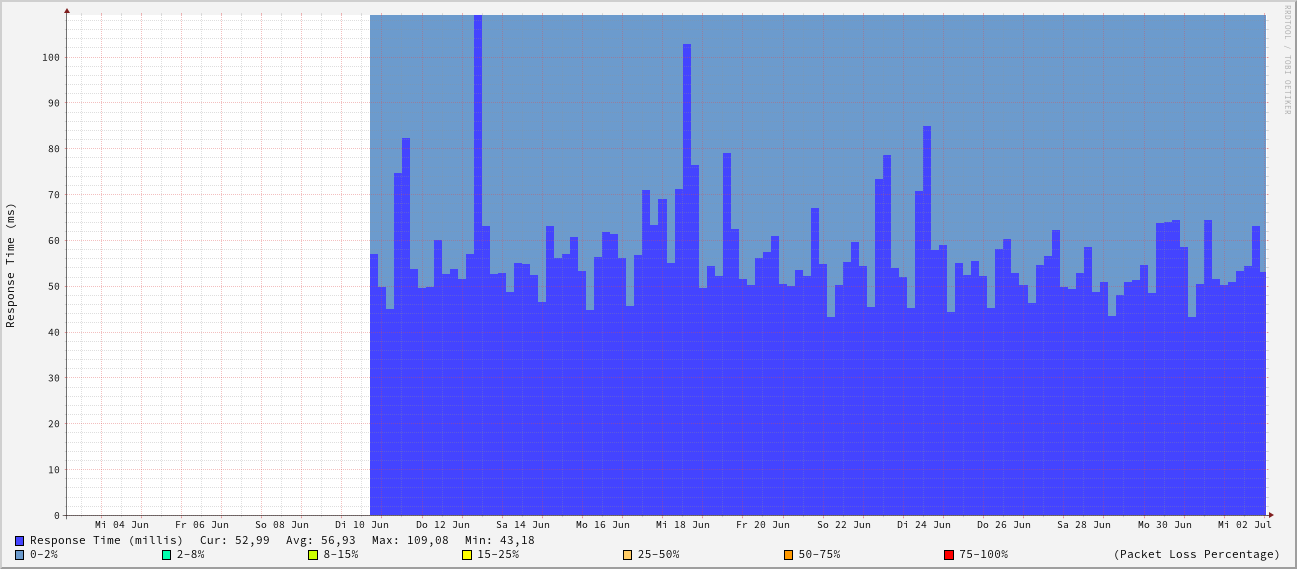 RRDTOOL / TOBI OETIKER
Response Time (ms)
100
90
80
70
60
50
40
30
20
10
0
Mi 04 Jun Fr 06 Jun So 08 Jun Di 10 Jun Do 12 Jun Sa 14 Jun Mo 16 Jun Mi 18 Jun Fr 20 Jun So 22 Jun Di 24 Jun Do 26 Jun Sa 28 Jun Mo 30 Jun Mi 02 Jul
Response Time (millis) Cur: 52,99 Avg: 56,93 Max: 109,08 Min: 43,18
0-2% 2-8% 8-15% 15-25% 25-50% 50-75% 75-100% (Packet Loss Percentage)